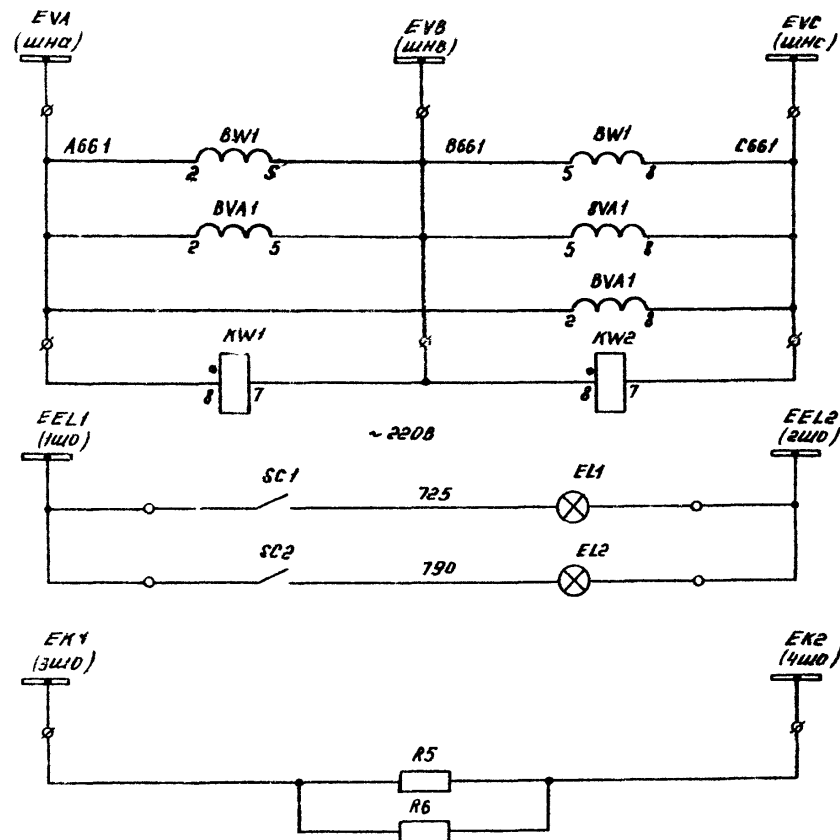 EVA EVB EVC
(шна) (шнв) (шнс)
A661 BW1 B661 BW1 C661
2 5 5 8
BVA1 BVA1
2 5 5 8
BVA1
2 8
KW1 KW2
8 7 8 7
EEL1 EEL2
(1шо) ~220В (2шо)
SC1 725 EL1
SC2 790 EL2
EK1 EK2
(3шо) (4шо)
R5
R6